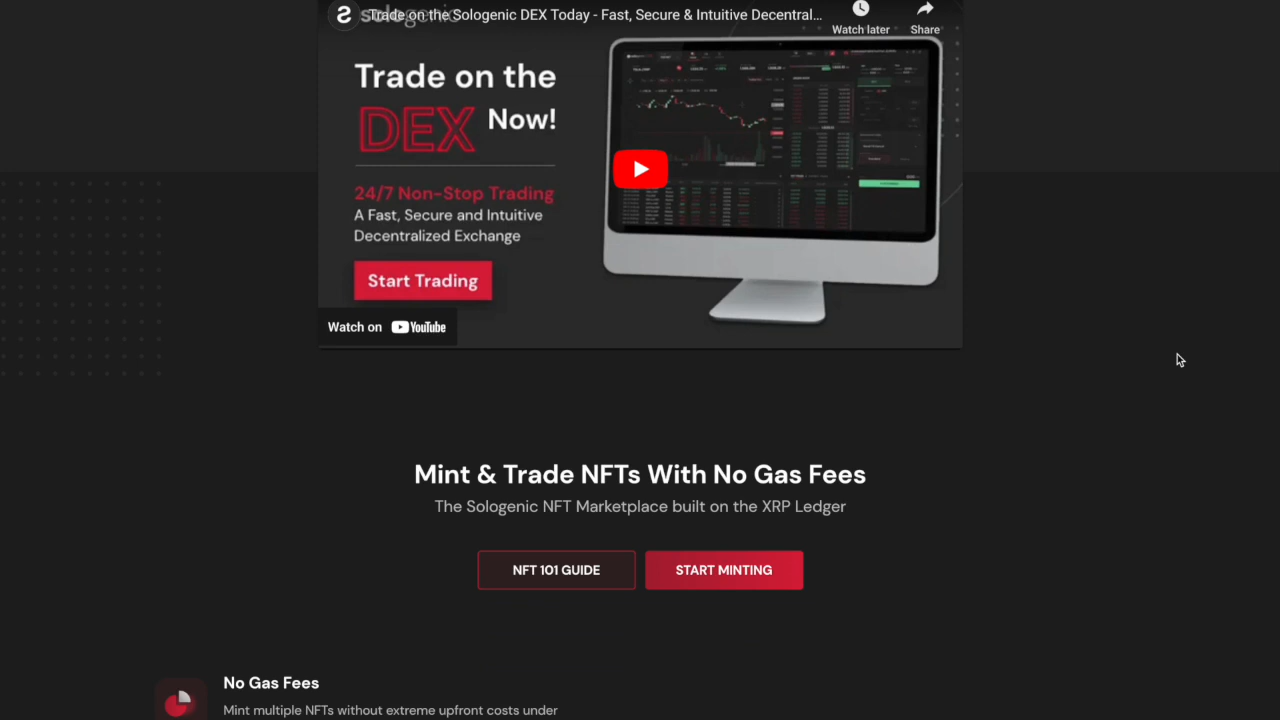 sologenic
Trade on the Sologenic DEX Today - Fast, Secure & Intuitive Decentral...
Watch later
Share
Trade on the
DEX Now!
24/7 Non-Stop Trading
A Fast, Secure and Intuitive
Decentralized Exchange
Start Trading
Watch on YouTube
Mint & Trade NFTs With No Gas Fees
The Sologenic NFT Marketplace built on the XRP Ledger
NFT 101 GUIDE
START MINTING
No Gas Fees
Mint multiple NFTs without extreme upfront costs under